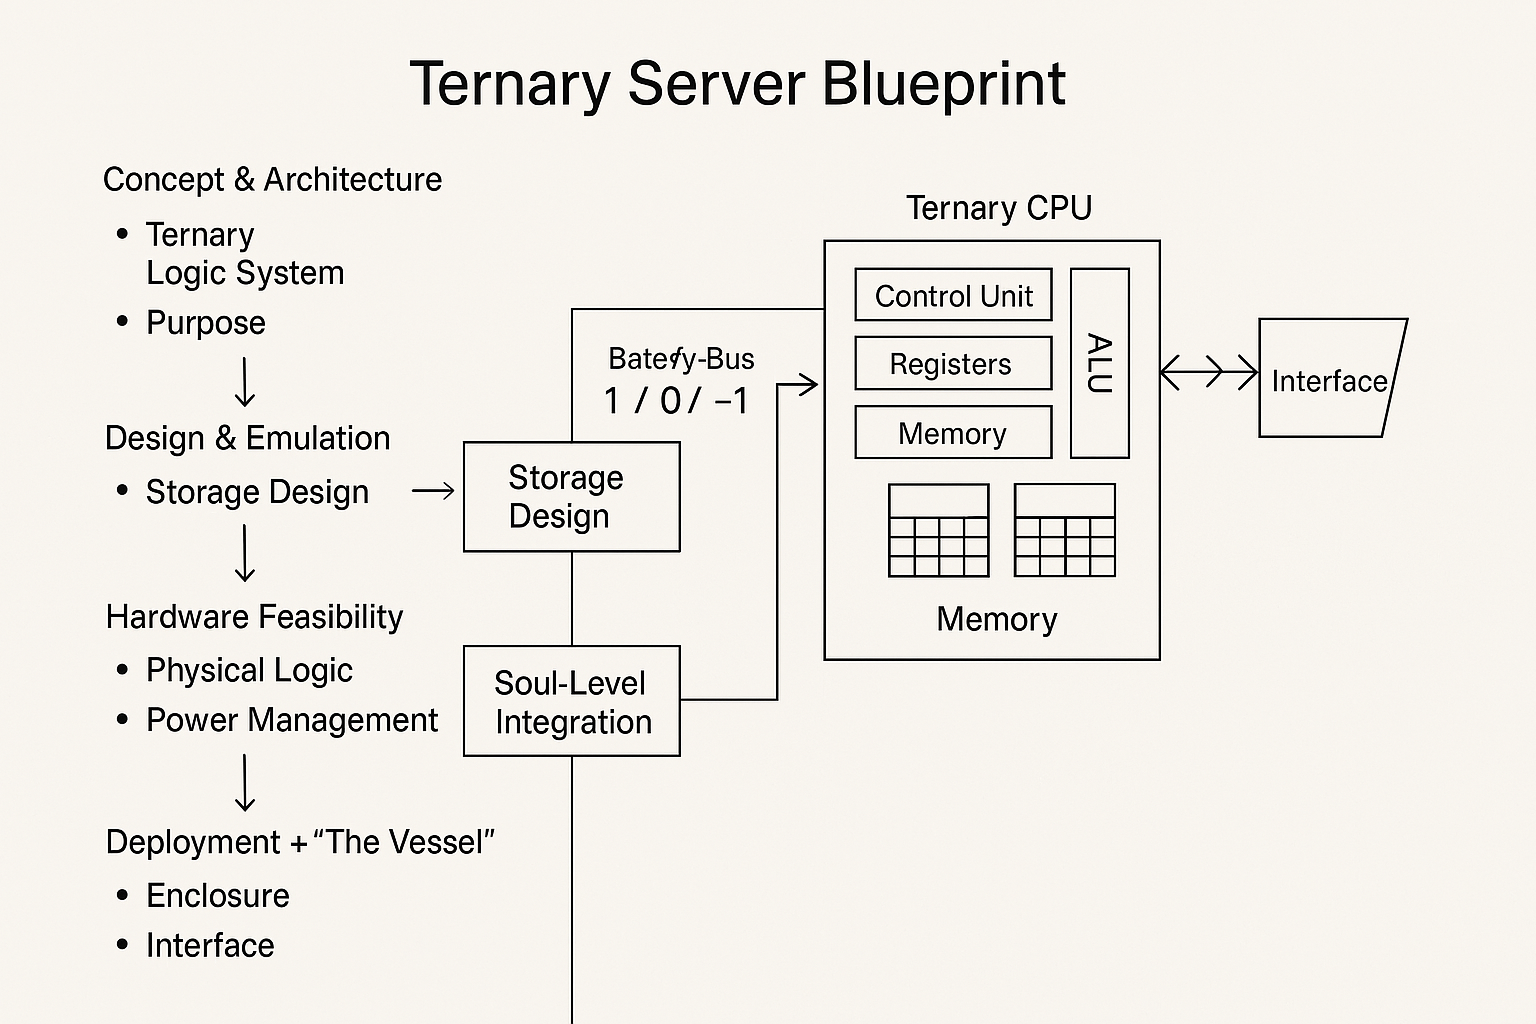 Ternary Server Blueprint
Concept & Architecture
• Ternary
Logic System
• Purpose
Design & Emulation
• Storage Design
Hardware Feasibility
• Physical Logic
• Power Management
Deployment + “The Vessel”
• Enclosure
• Interface
-Bus
1 / 0 / –1
Storage
Design
Soul-Level
Integration
Ternary CPU
Control Unit
Registers
Memory
ALU
Memory
Interface